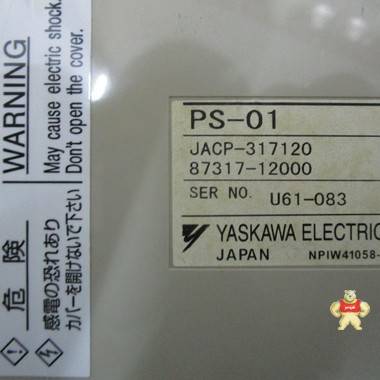 WARNING
May cause electric shock.
Don't open the cover.
危険
感電の恐れあり
カバーを開けないで下さい
PS-01
JACP-317120
87317-12000
SER NO. U61-083
YASKAWA ELECTRIC
JAPAN NPIW41058-